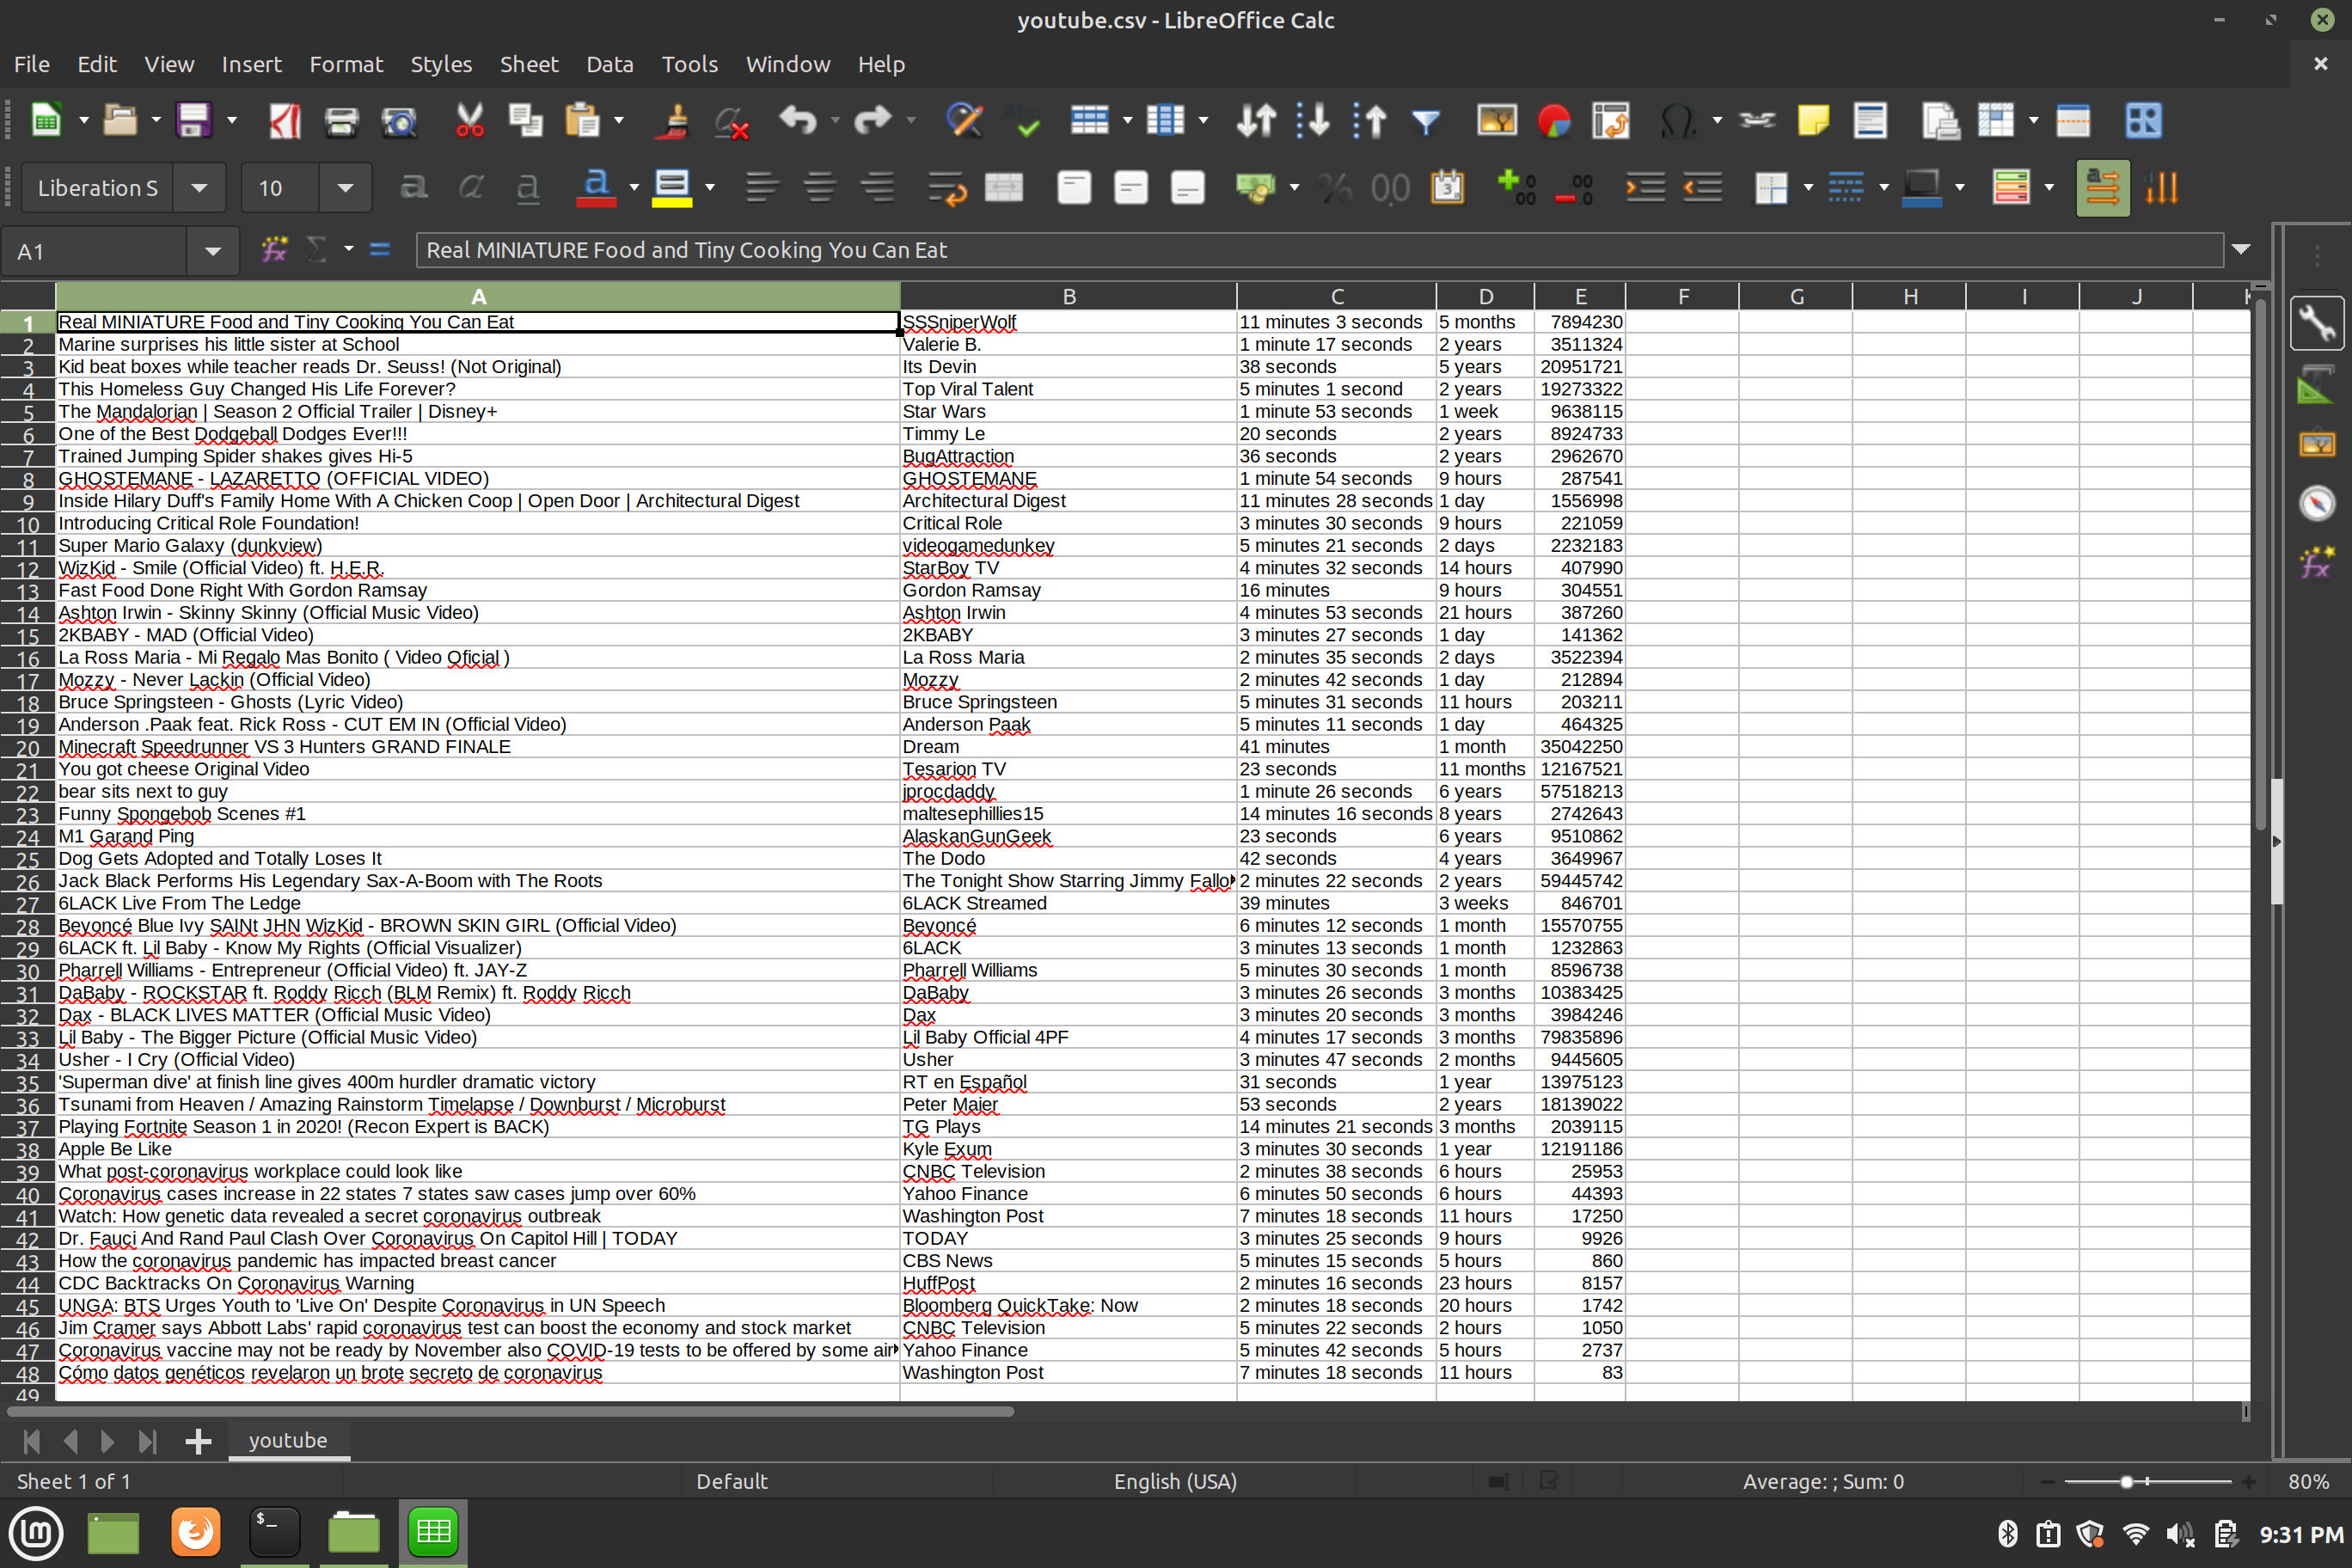 youtube.csv - LibreOffice Calc
File Edit View Insert Format Styles Sheet Data Tools Window Help
Liberation S 10
A1 Real MINIATURE Food and Tiny Cooking You Can Eat
A B C D E F G H I J
1 Real MINIATURE Food and Tiny Cooking You Can Eat SSSniperWolf 11 minutes 3 seconds 5 months 7894230
2 Marine surprises his little sister at School Valerie B. 1 minute 17 seconds 2 years 3511324
3 Kid beat boxes while teacher reads Dr. Seuss! (Not Original) Its Devin 38 seconds 5 years 20951721
4 This Homeless Guy Changed His Life Forever? Top Viral Talent 5 minutes 1 second 2 years 19273322
5 The Mandalorian | Season 2 Official Trailer | Disney+ Star Wars 1 minute 53 seconds 1 week 9638115
6 One of the Best Dodgeball Dodges Ever!!! Timmy Le 20 seconds 2 years 8924733
7 Trained Jumping Spider shakes gives Hi-5 BugAttraction 36 seconds 2 years 2962670
8 GHOSTEMANE - LAZARETTO (OFFICIAL VIDEO) GHOSTEMANE 1 minute 54 seconds 9 hours 287541
9 Inside Hilary Duff's Family Home With A Chicken Coop | Open Door | Architectural Digest Architectural Digest 11 minutes 28 seconds 1 day 1556998
10 Introducing Critical Role Foundation! Critical Role 3 minutes 30 seconds 9 hours 221059
11 Super Mario Galaxy (dunkview) videogamedunkey 5 minutes 21 seconds 2 days 2232183
12 WizKid - Smile (Official Video) ft. H.E.R. StarBoy TV 4 minutes 32 seconds 14 hours 407990
13 Fast Food Done Right With Gordon Ramsay Gordon Ramsay 16 minutes 9 hours 304551
14 Ashton Irwin - Skinny Skinny (Official Music Video) Ashton Irwin 4 minutes 53 seconds 21 hours 387260
15 2KBABY - MAD (Official Video) 2KBABY 3 minutes 27 seconds 1 day 141362
16 La Ross Maria - Mi Regalo Mas Bonito ( Video Oficial ) La Ross Maria 2 minutes 35 seconds 2 days 3522394
17 Mozzy - Never Lackin (Official Video) Mozzy 2 minutes 42 seconds 1 day 212894
18 Bruce Springsteen - Ghosts (Lyric Video) Bruce Springsteen 5 minutes 31 seconds 11 hours 203211
19 Anderson .Paak feat. Rick Ross - CUT EM IN (Official Video) Anderson Paak 5 minutes 11 seconds 1 day 464325
20 Minecraft Speedrunner VS 3 Hunters GRAND FINALE Dream 41 minutes 1 month 35042250
21 You got cheese Original Video Tesarion TV 23 seconds 11 months 12167521
22 bear sits next to guy jprocdaddy 1 minute 26 seconds 6 years 57518213
23 Funny Spongebob Scenes #1 maltesephillies15 14 minutes 16 seconds 8 years 2742643
24 M1 Garand Ping AlaskanGunGeek 23 seconds 6 years 9510862
25 Dog Gets Adopted and Totally Loses It The Dodo 42 seconds 4 years 3649967
26 Jack Black Performs His Legendary Sax-A-Boom with The Roots The Tonight Show Starring Jimmy Fallo 2 minutes 22 seconds 2 years 59445742
27 6LACK Live From The Ledge 6LACK Streamed 39 minutes 3 weeks 846701
28 Beyoncé Blue Ivy SAINt JHN WizKid - BROWN SKIN GIRL (Official Video) Beyoncé 6 minutes 12 seconds 1 month 15570755
29 6LACK ft. Lil Baby - Know My Rights (Official Visualizer) 6LACK 3 minutes 13 seconds 1 month 1232863
30 Pharrell Williams - Entrepreneur (Official Video) ft. JAY-Z Pharrell Williams 5 minutes 30 seconds 1 month 8596738
31 DaBaby - ROCKSTAR ft. Roddy Ricch (BLM Remix) ft. Roddy Ricch DaBaby 3 minutes 26 seconds 3 months 10383425
32 Dax - BLACK LIVES MATTER (Official Music Video) Dax 3 minutes 20 seconds 3 months 3984246
33 Lil Baby - The Bigger Picture (Official Music Video) Lil Baby Official 4PF 4 minutes 17 seconds 3 months 79835896
34 Usher - I Cry (Official Video) Usher 3 minutes 47 seconds 2 months 9445605
35 'Superman dive' at finish line gives 400m hurdler dramatic victory RT en Español 31 seconds 1 year 13975123
36 Tsunami from Heaven / Amazing Rainstorm Timelapse / Downburst / Microburst Peter Maier 53 seconds 2 years 18139022
37 Playing Fortnite Season 1 in 2020! (Recon Expert is BACK) TG Plays 14 minutes 21 seconds 3 months 2039115
38 Apple Be Like Kyle Exum 3 minutes 30 seconds 1 year 12191186
39 What post-coronavirus workplace could look like CNBC Television 2 minutes 38 seconds 6 hours 25953
40 Coronavirus cases increase in 22 states 7 states saw cases jump over 60% Yahoo Finance 6 minutes 50 seconds 6 hours 44393
41 Watch: How genetic data revealed a secret coronavirus outbreak Washington Post 7 minutes 18 seconds 11 hours 17250
42 Dr. Fauci And Rand Paul Clash Over Coronavirus On Capitol Hill | TODAY TODAY 3 minutes 25 seconds 9 hours 9926
43 How the coronavirus pandemic has impacted breast cancer CBS News 5 minutes 15 seconds 5 hours 860
44 CDC Backtracks On Coronavirus Warning HuffPost 2 minutes 16 seconds 23 hours 8157
45 UNGA: BTS Urges Youth to 'Live On' Despite Coronavirus in UN Speech Bloomberg QuickTake: Now 2 minutes 18 seconds 20 hours 1742
46 Jim Cramer says Abbott Labs' rapid coronavirus test can boost the economy and stock market CNBC Television 5 minutes 22 seconds 2 hours 1050
47 Coronavirus vaccine may not be ready by November also COVID-19 tests to be offered by some air Yahoo Finance 5 minutes 42 seconds 5 hours 2737
48 Cómo datos genéticos revelaron un brote secreto de coronavirus Washington Post 7 minutes 18 seconds 11 hours 83
49
youtube
Sheet 1 of 1 Default English (USA) Average: ; Sum: 0 80%
9:31 PM